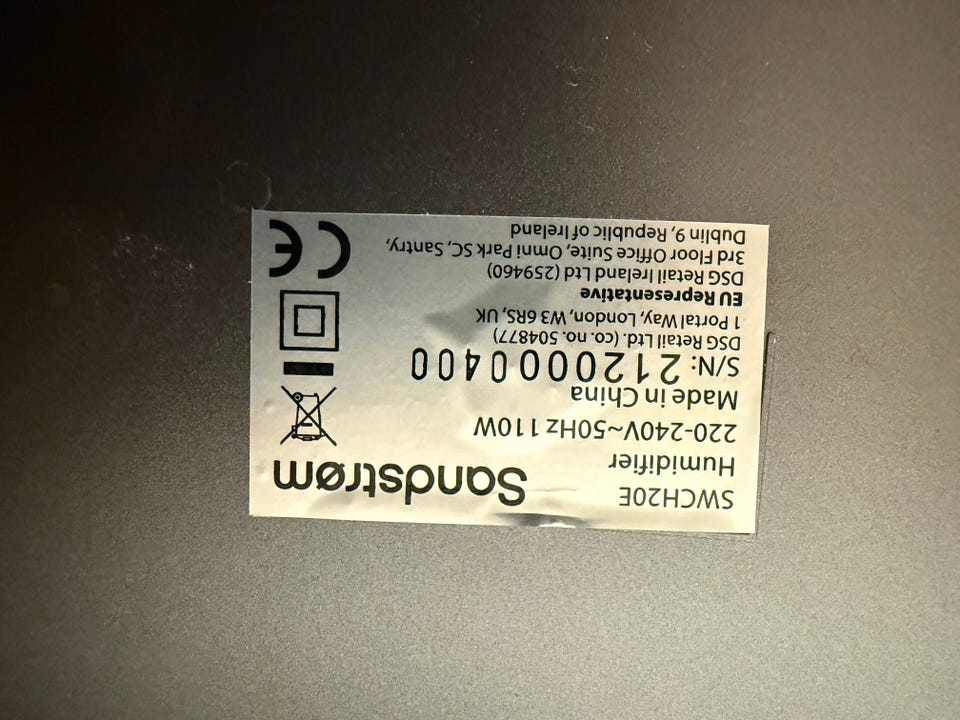 SWCH20E
Sandstrøm
Humidifier
220-240V~50Hz 110W
Made in China
S/N: 2120000400
DSG Retail Ltd. (co. no. 504877)
1 Portal Way, London, W3 6RS, UK
EU Representative
DSG Retail Ireland Ltd (259460)
3rd Floor Office Suite, Omni Park SC, Santry,
Dublin 9, Republic of Ireland
CE